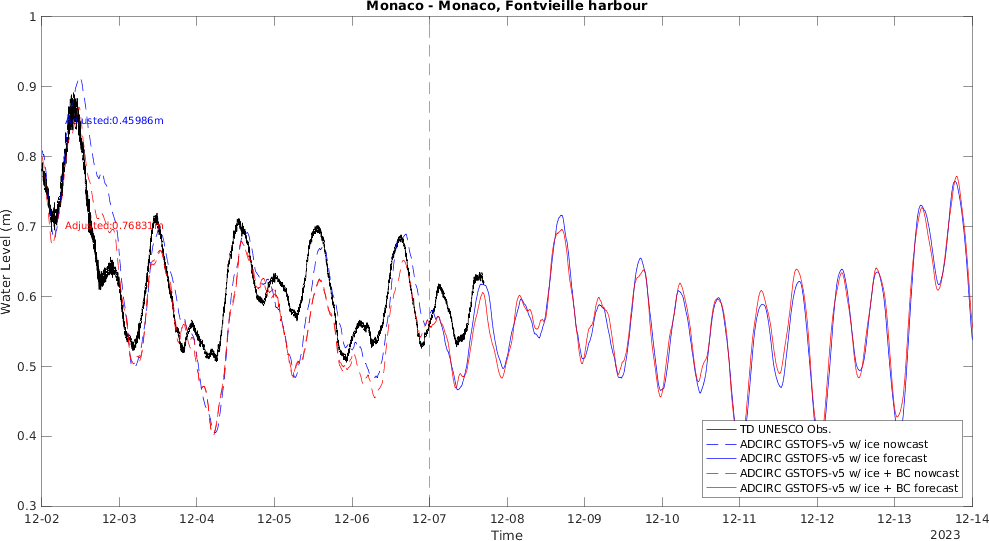 Monaco - Monaco, Fontvieille harbour
1
0.9
0.8
0.7
0.6
0.5
0.4
0.3
Water Level (m)
Adjusted:0.45986m
Adjusted:0.76831m
TD UNESCO Obs.
ADCIRC GSTOFS-v5 w/ ice nowcast
ADCIRC GSTOFS-v5 w/ ice forecast
ADCIRC GSTOFS-v5 w/ ice + BC nowcast
ADCIRC GSTOFS-v5 w/ ice + BC forecast
12-02 12-03 12-04 12-05 12-06 12-07 12-08 12-09 12-10 12-11 12-12 12-13 12-14
Time
2023